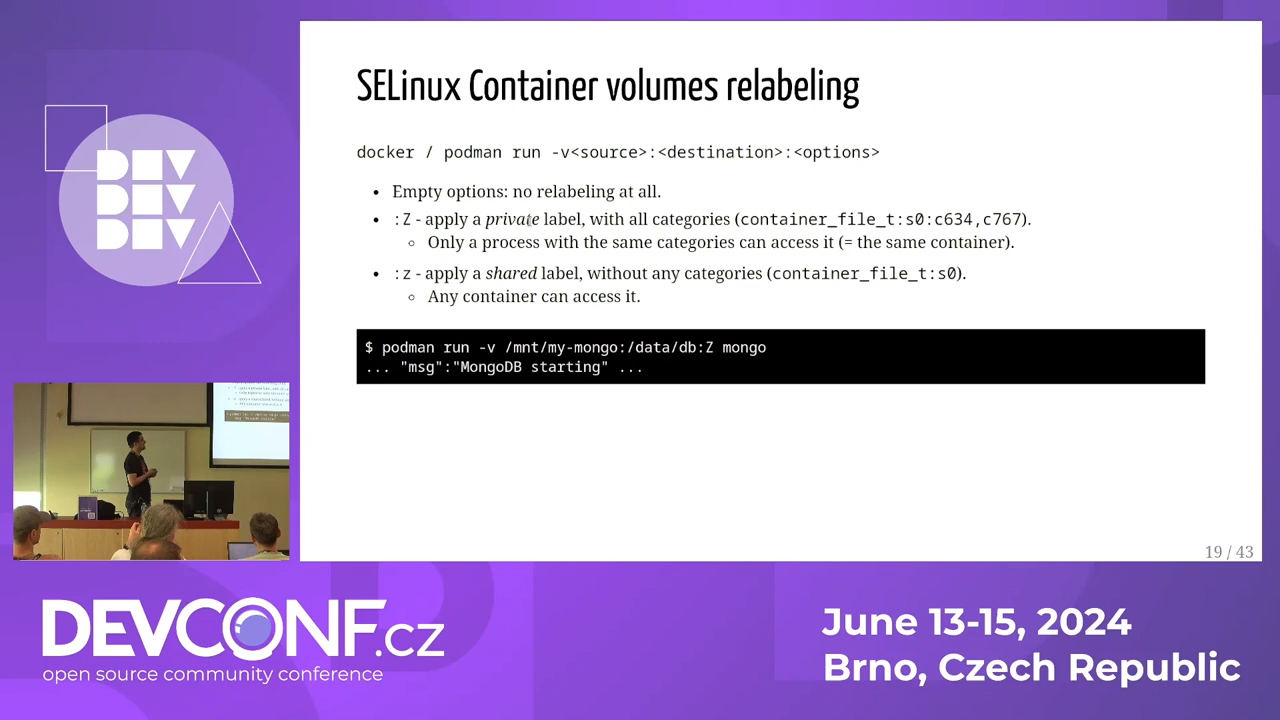 SELinux Container volumes relabeling
docker / podman run -v<source>:<destination>:<options>
• Empty options: no relabeling at all.
• :Z - apply a private label, with all categories (container_file_t:s0:c634,c767).
◦ Only a process with the same categories can access it (= the same container).
• :z - apply a shared label, without any categories (container_file_t:s0).
◦ Any container can access it.
$ podman run -v /mnt/my-mongo:/data/db:Z mongo
... "msg":"MongoDB starting" ...
19 / 43
DEV
DEV
DEV
DEVCONF.cz
open source community conference
June 13-15, 2024
Brno, Czech Republic